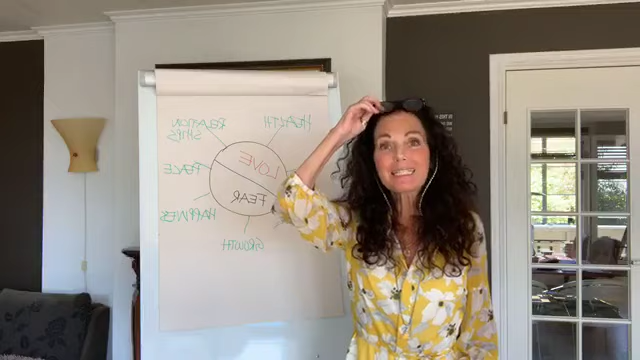 RELATION
SHIPS
HEALTH
PEACE
LOVE
FEAR
HAPPINESS
GROWTH